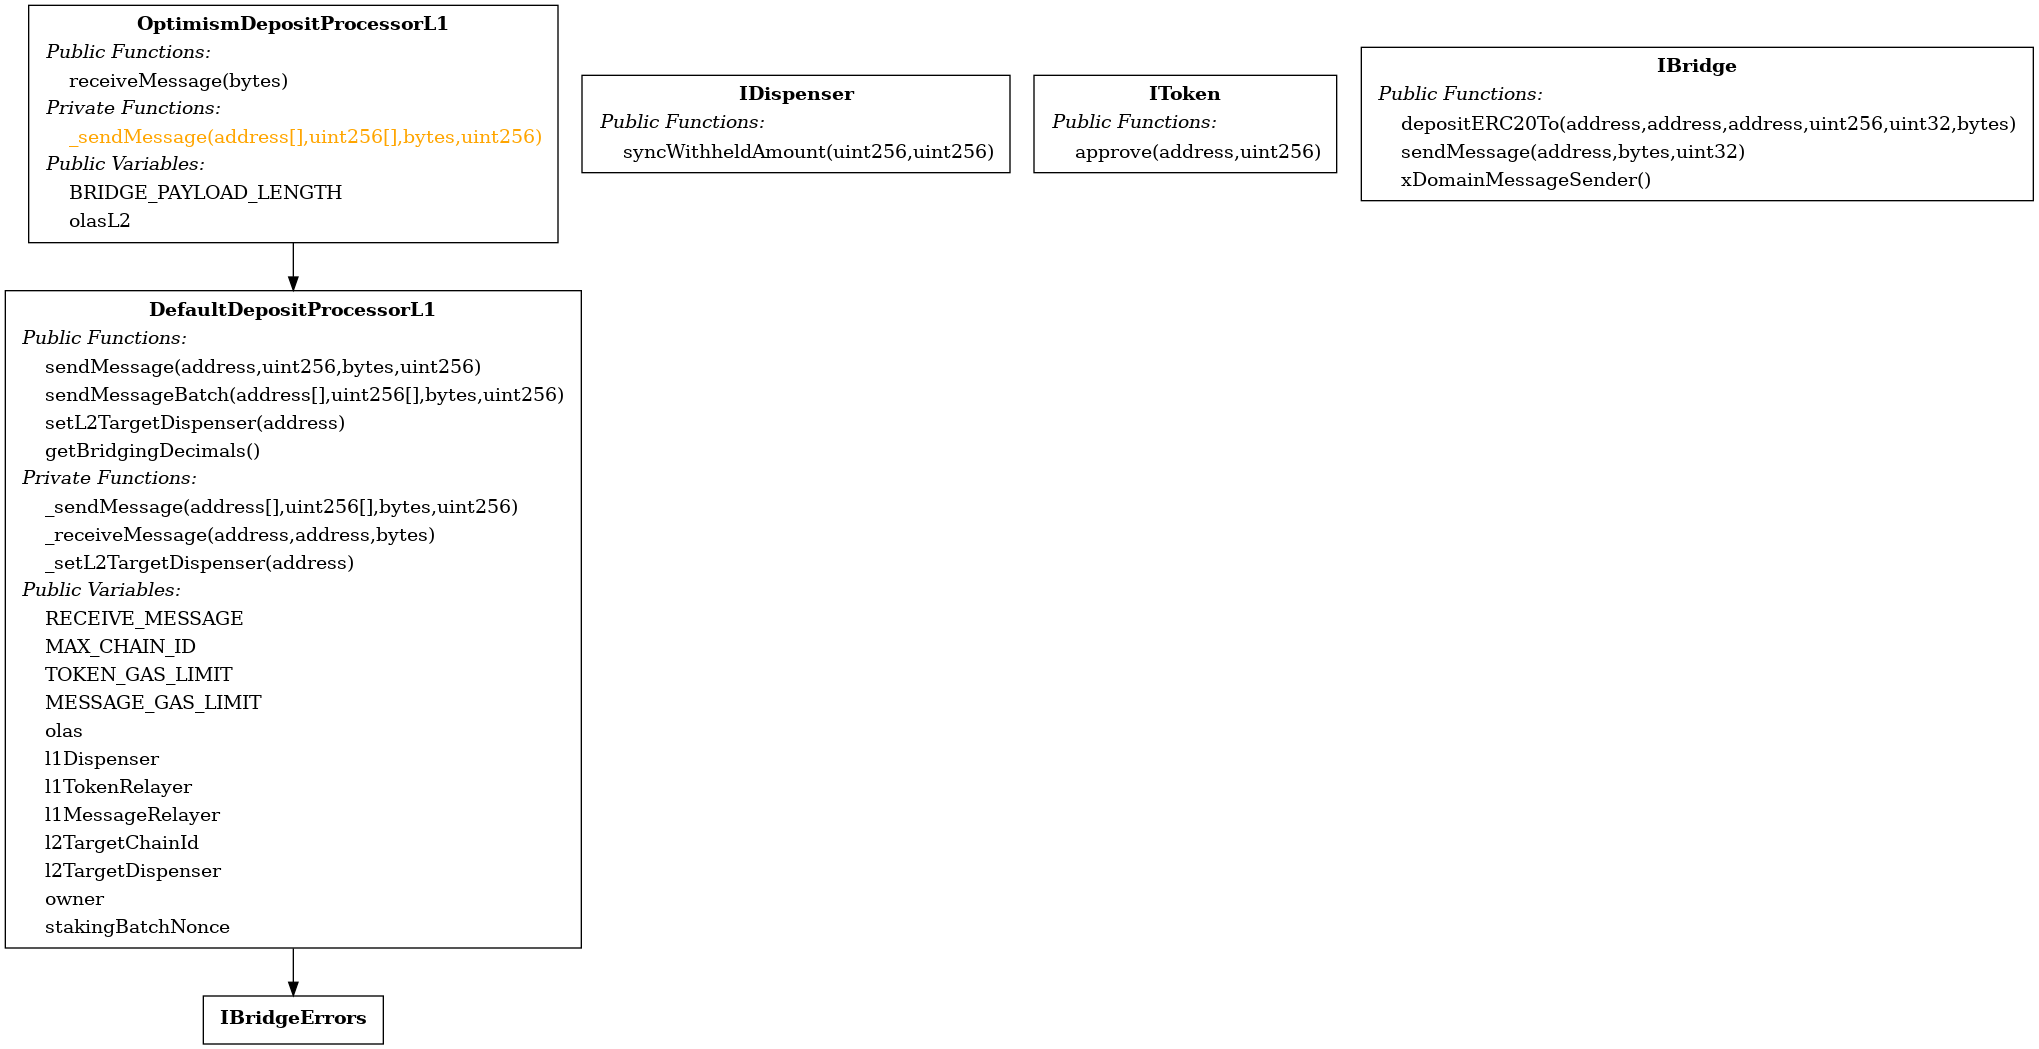 OptimismDepositProcessorL1
Public Functions:
receiveMessage(bytes)
Private Functions:
_sendMessage(address[],uint256[],bytes,uint256)
Public Variables:
BRIDGE_PAYLOAD_LENGTH
olasL2
IDispenser
Public Functions:
syncWithheldAmount(uint256,uint256)
IToken
Public Functions:
approve(address,uint256)
IBridge
Public Functions:
depositERC20To(address,address,address,uint256,uint32,bytes)
sendMessage(address,bytes,uint32)
xDomainMessageSender()
DefaultDepositProcessorL1
Public Functions:
sendMessage(address,uint256,bytes,uint256)
sendMessageBatch(address[],uint256[],bytes,uint256)
setL2TargetDispenser(address)
getBridgingDecimals()
Private Functions:
_sendMessage(address[],uint256[],bytes,uint256)
_receiveMessage(address,address,bytes)
_setL2TargetDispenser(address)
Public Variables:
RECEIVE_MESSAGE
MAX_CHAIN_ID
TOKEN_GAS_LIMIT
MESSAGE_GAS_LIMIT
olas
l1Dispenser
l1TokenRelayer
l1MessageRelayer
l2TargetChainId
l2TargetDispenser
owner
stakingBatchNonce
IBridgeErrors